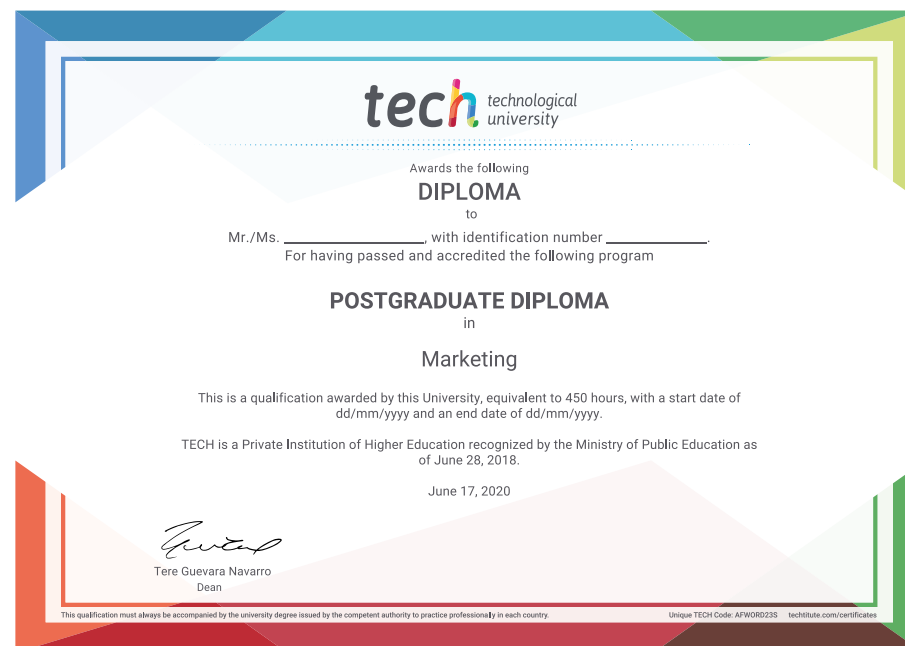 tech technological
university
Awards the following
DIPLOMA
to
Mr./Ms. ____________, with identification number ____________.
For having passed and accredited the following program
POSTGRADUATE DIPLOMA
in
Marketing
This is a qualification awarded by this University, equivalent to 450 hours, with a start date of
dd/mm/yyyy and an end date of dd/mm/yyyy.
TECH is a Private Institution of Higher Education recognized by the Ministry of Public Education as
of June 28, 2018.
June 17, 2020
Tere Guevara Navarro
Dean
This qualification must always be accompanied by the university degree issued by the competent authority to practice professionally in each country. Unique TECH Code: AFWORD23S techtitute.com/certificates